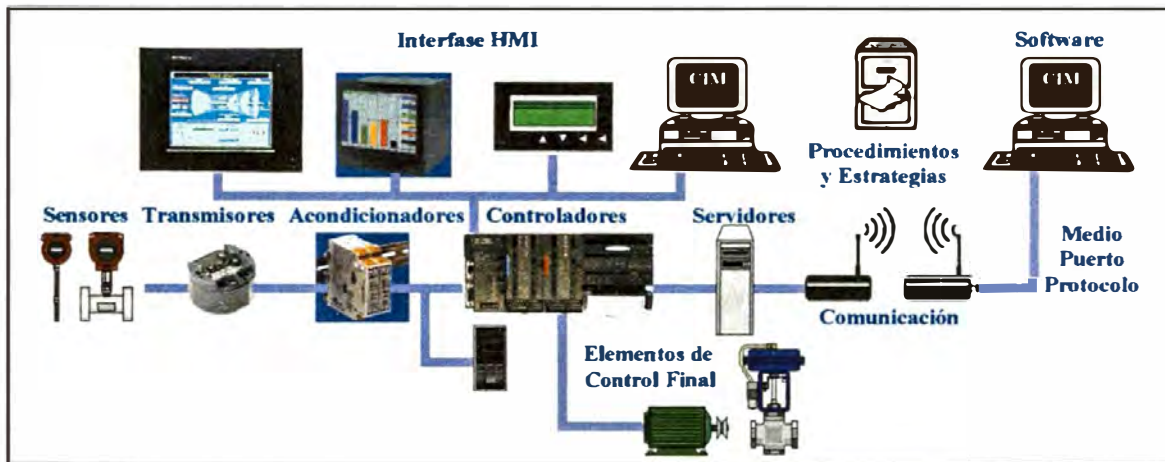 Interfase HMI
Software
CIM
CIM
Procedimientos
y Estrategias
Sensores
Transmisores
Acondicionadores
Controladores
Servidores
Medio
Puerto
Protocolo
Comunicación
Elementos de
Control Final